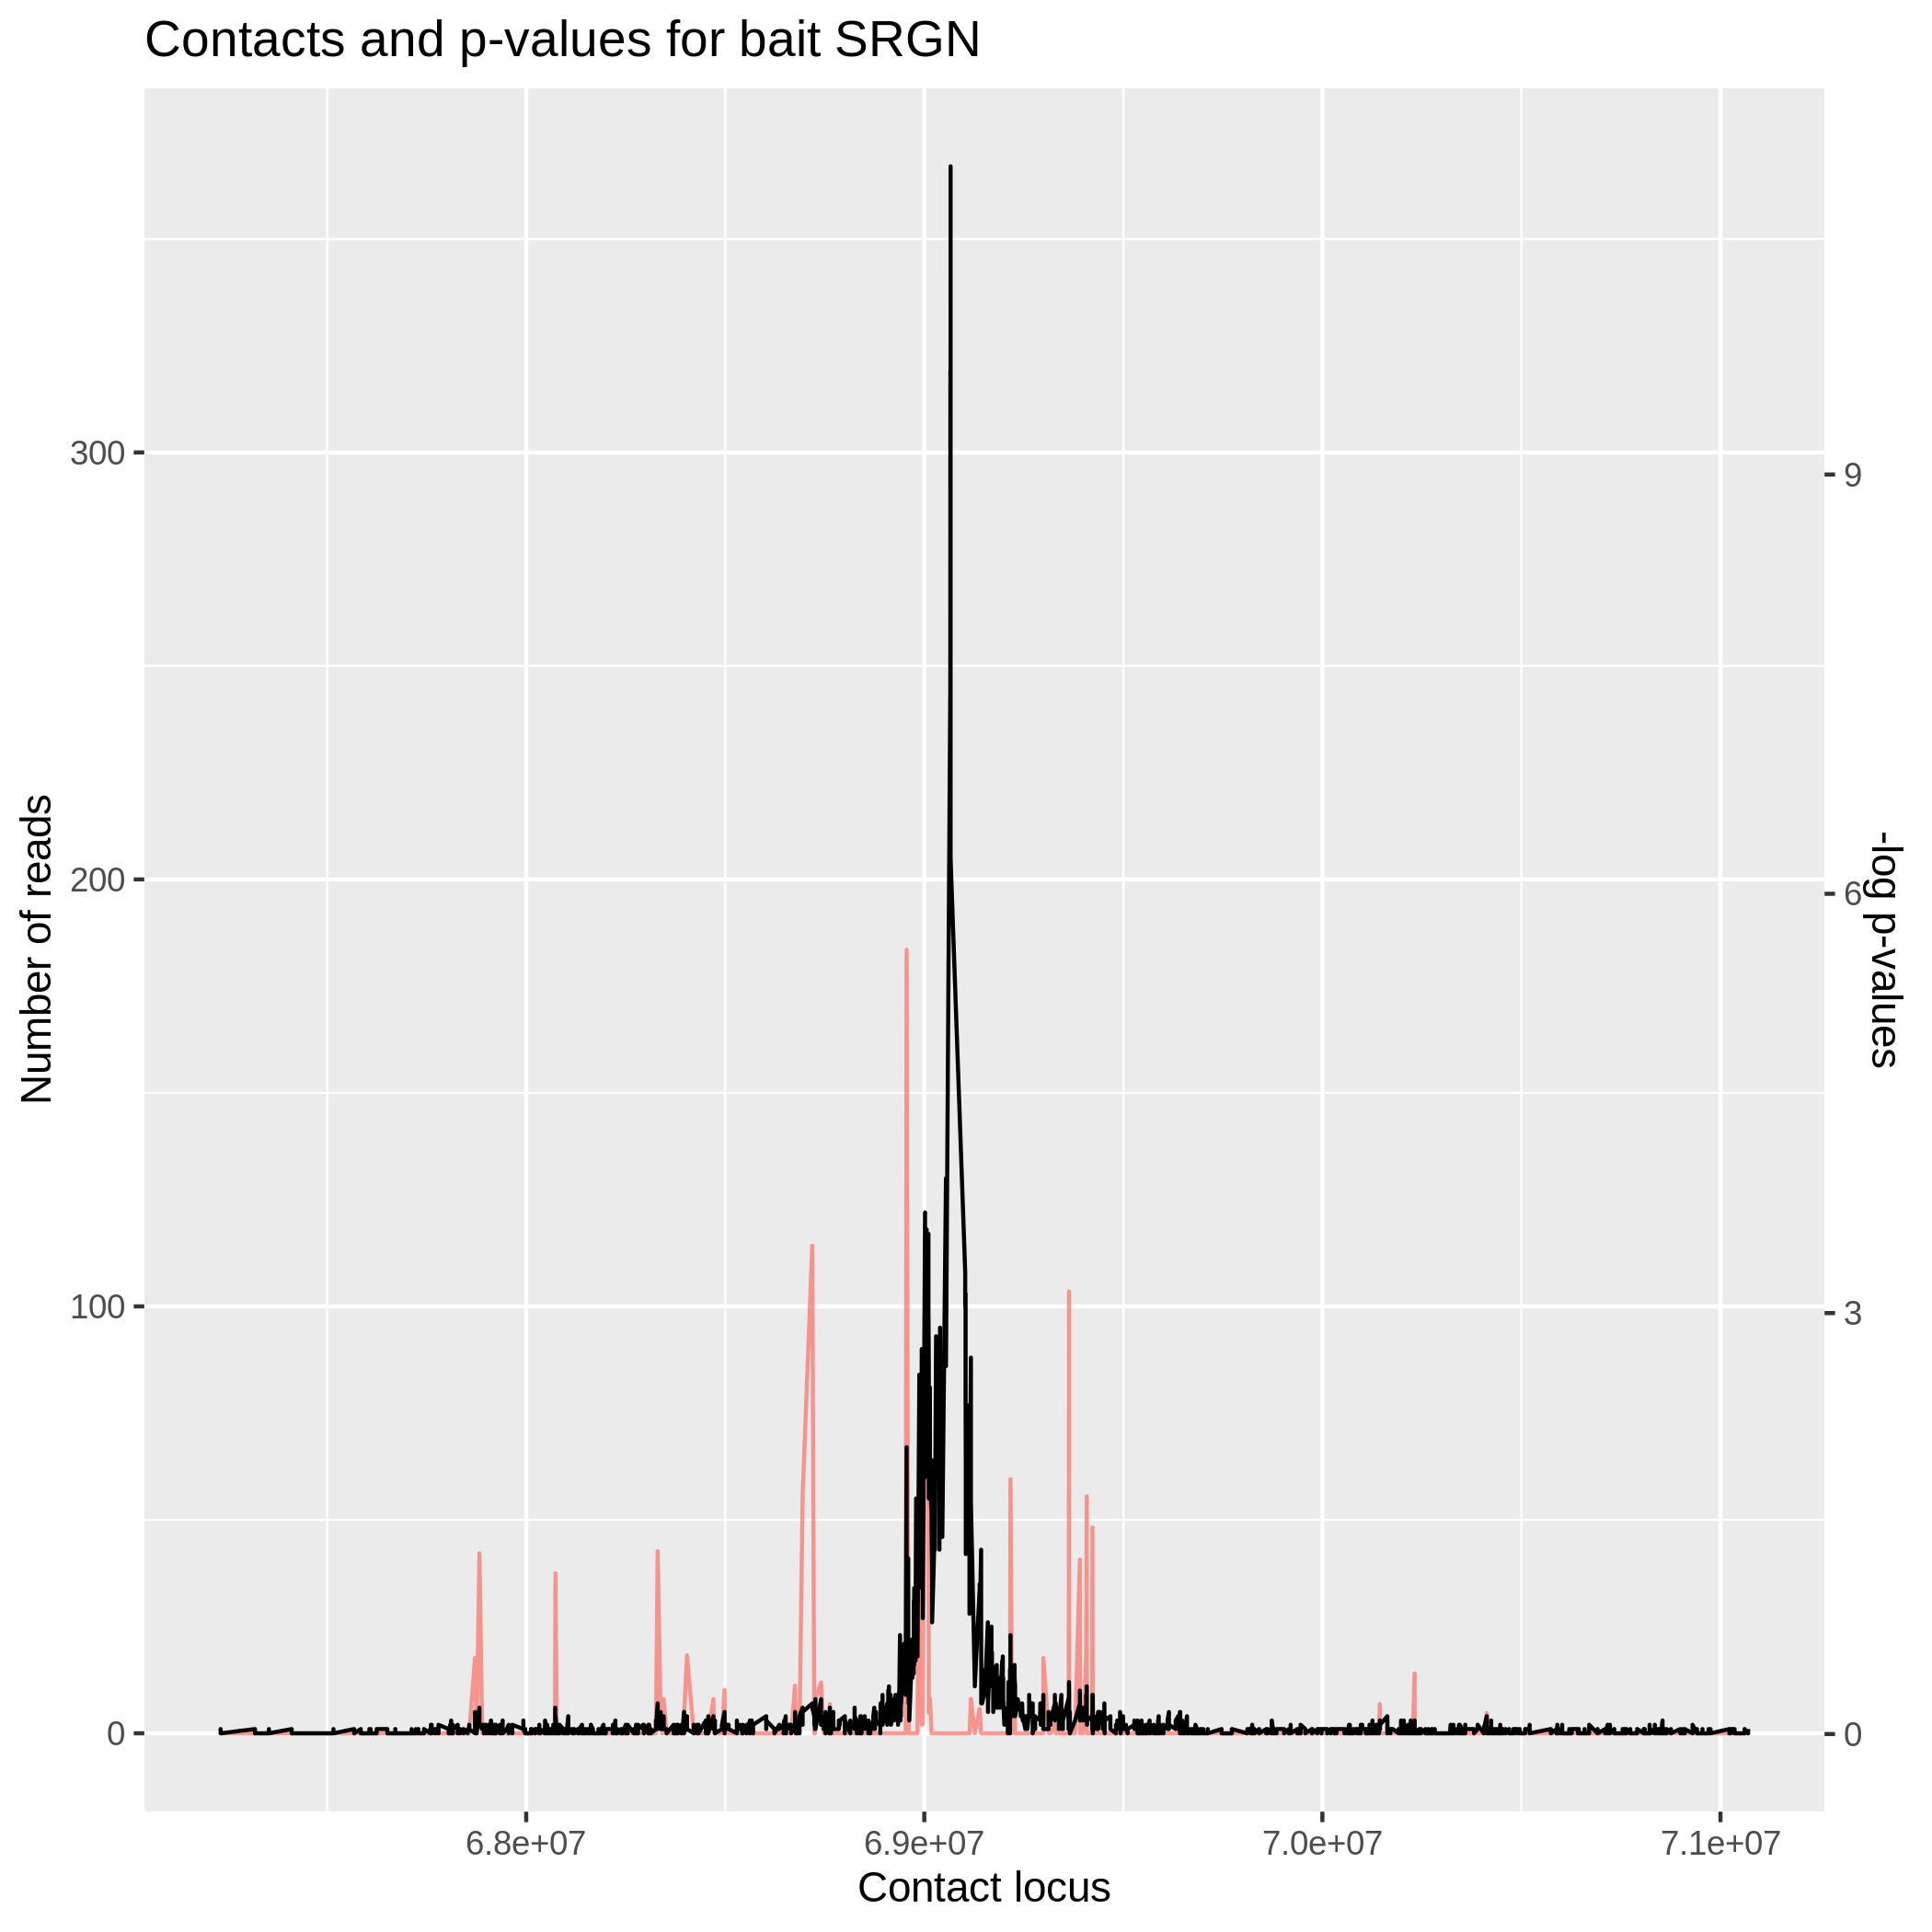 Contacts and p-values for bait SRGN
Number of reads
300
200
100
0
9
6
3
0
-log p-values
6.8e+07 6.9e+07 7.0e+07 7.1e+07
Contact locus